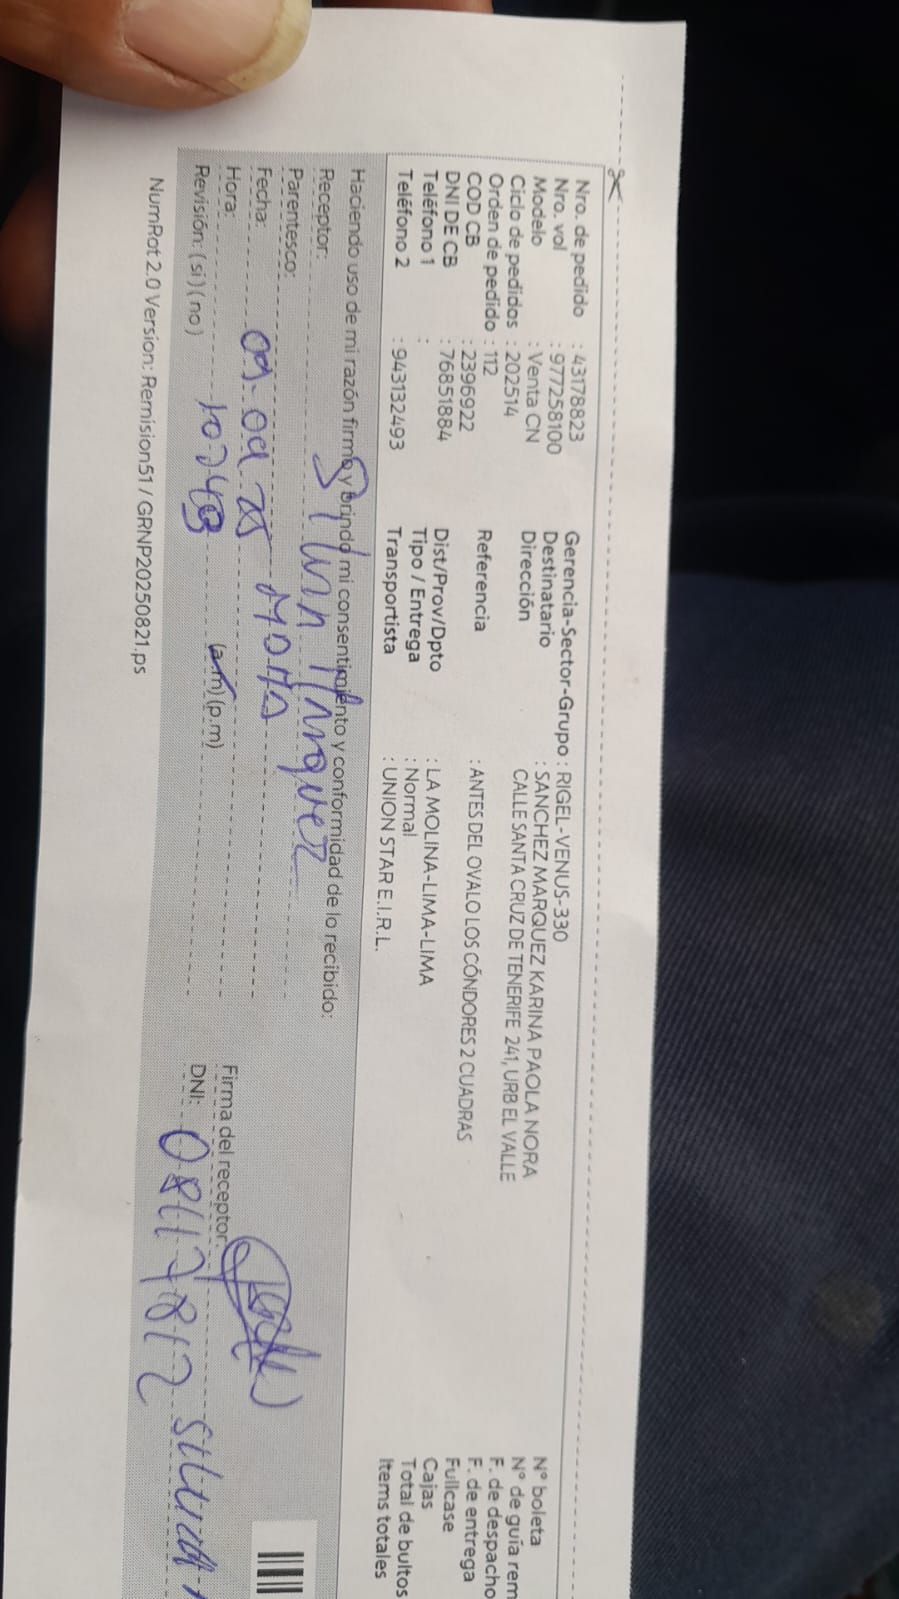 Nro. de pedido : 43178823
Nro. vol : 977258100
Modelo : Venta CN
Ciclo de pedidos : 202514
Orden de pedido : 112
COD CB : 2396922
DNI DE CB : 76851884
Teléfono 1 :
Teléfono 2 : 943132493
Gerencia-Sector-Grupo : RIGEL-VENUS-330
Destinatario : SANCHEZ MARQUEZ KARINA PAOLA NORA
Dirección CALLE SANTA CRUZ DE TENERIFE 241, URB EL VALLE
Referencia : ANTES DEL OVALO LOS CÓNDORES 2 CUADRAS
Dist/Prov/Dpto : LA MOLINA-LIMA-LIMA
Tipo / Entrega : Normal
Transportista : UNION STAR E.I.R.L.
N° boleta
N° de guía rem
F. de despacho
F. de entrega
Fullcase
Cajas
Total de bultos
Items totales
Haciendo uso de mi razón firmo y brindo mi consentimiento y conformidad de lo recibido:
Receptor:
Parentesco:
Fecha: 09.09.25
Hora: (a.m) (p.m)
Revisión: (si) (no)
Firma del receptor:
DNI: 08117812
NumRot 2.0 Version: Remision51 / GRNP20250821.ps